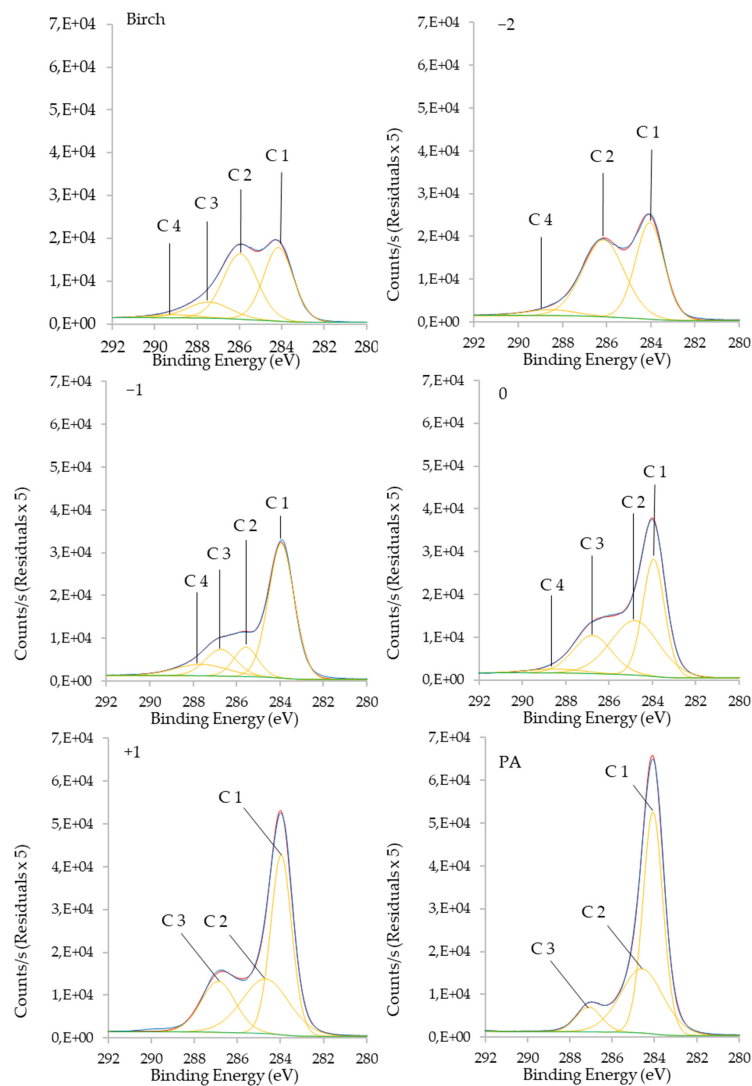 Birch
7,E+04
6,E+04
5,E+04
4,E+04
3,E+04
2,E+04
1,E+04
0,E+00
C 4
C 3
C 2
C 1
292 290 288 286 284 282 280
Binding Energy (eV)
−2
Counts/s (Residuals x 5)
7,E+04
6,E+04
5,E+04
4,E+04
3,E+04
2,E+04
1,E+04
0,E+00
C 4
C 2
C 1
292 290 288 286 284 282 280
Binding Energy (eV)
−1
Counts/s (Residuals x 5)
7,E+04
6,E+04
5,E+04
4,E+04
3,E+04
2,E+04
1,E+04
0,E+00
C 4
C 3
C 2
C 1
292 290 288 286 284 282 280
Binding Energy (eV)
0
Counts/s (Residuals x 5)
7,E+04
6,E+04
5,E+04
4,E+04
3,E+04
2,E+04
1,E+04
0,E+00
C 4
C 3
C 2
C 1
292 290 288 286 284 282 280
Binding Energy (eV)
+1
Counts/s (Residuals x 5)
7,E+04
6,E+04
5,E+04
4,E+04
3,E+04
2,E+04
1,E+04
0,E+00
C 3
C 2
C 1
292 290 288 286 284 282 280
Binding Energy (eV)
PA
Counts/s (Residuals x 5)
7,E+04
6,E+04
5,E+04
4,E+04
3,E+04
2,E+04
1,E+04
0,E+00
C 3
C 2
C 1
292 290 288 286 284 282 280
Binding Energy (eV)